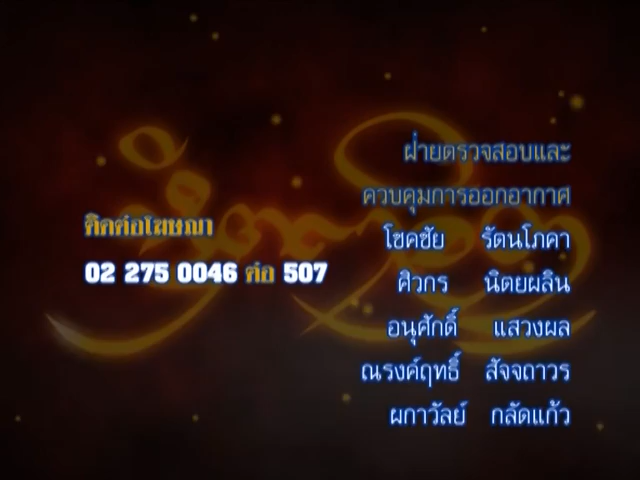 ฝ่ายตรวจสอบและ
ควบคุมการออกอากาศ
ติดต่อโฆษณา
02 275 0046 ต่อ 507
โชคชัย รัตนโภคา
ศิวกร นิตยผลิน
อนุศักดิ์ แสวงผล
ณรงค์ฤทธิ์ สัจจถาวร
ผกาวัลย์ กลัดแก้ว